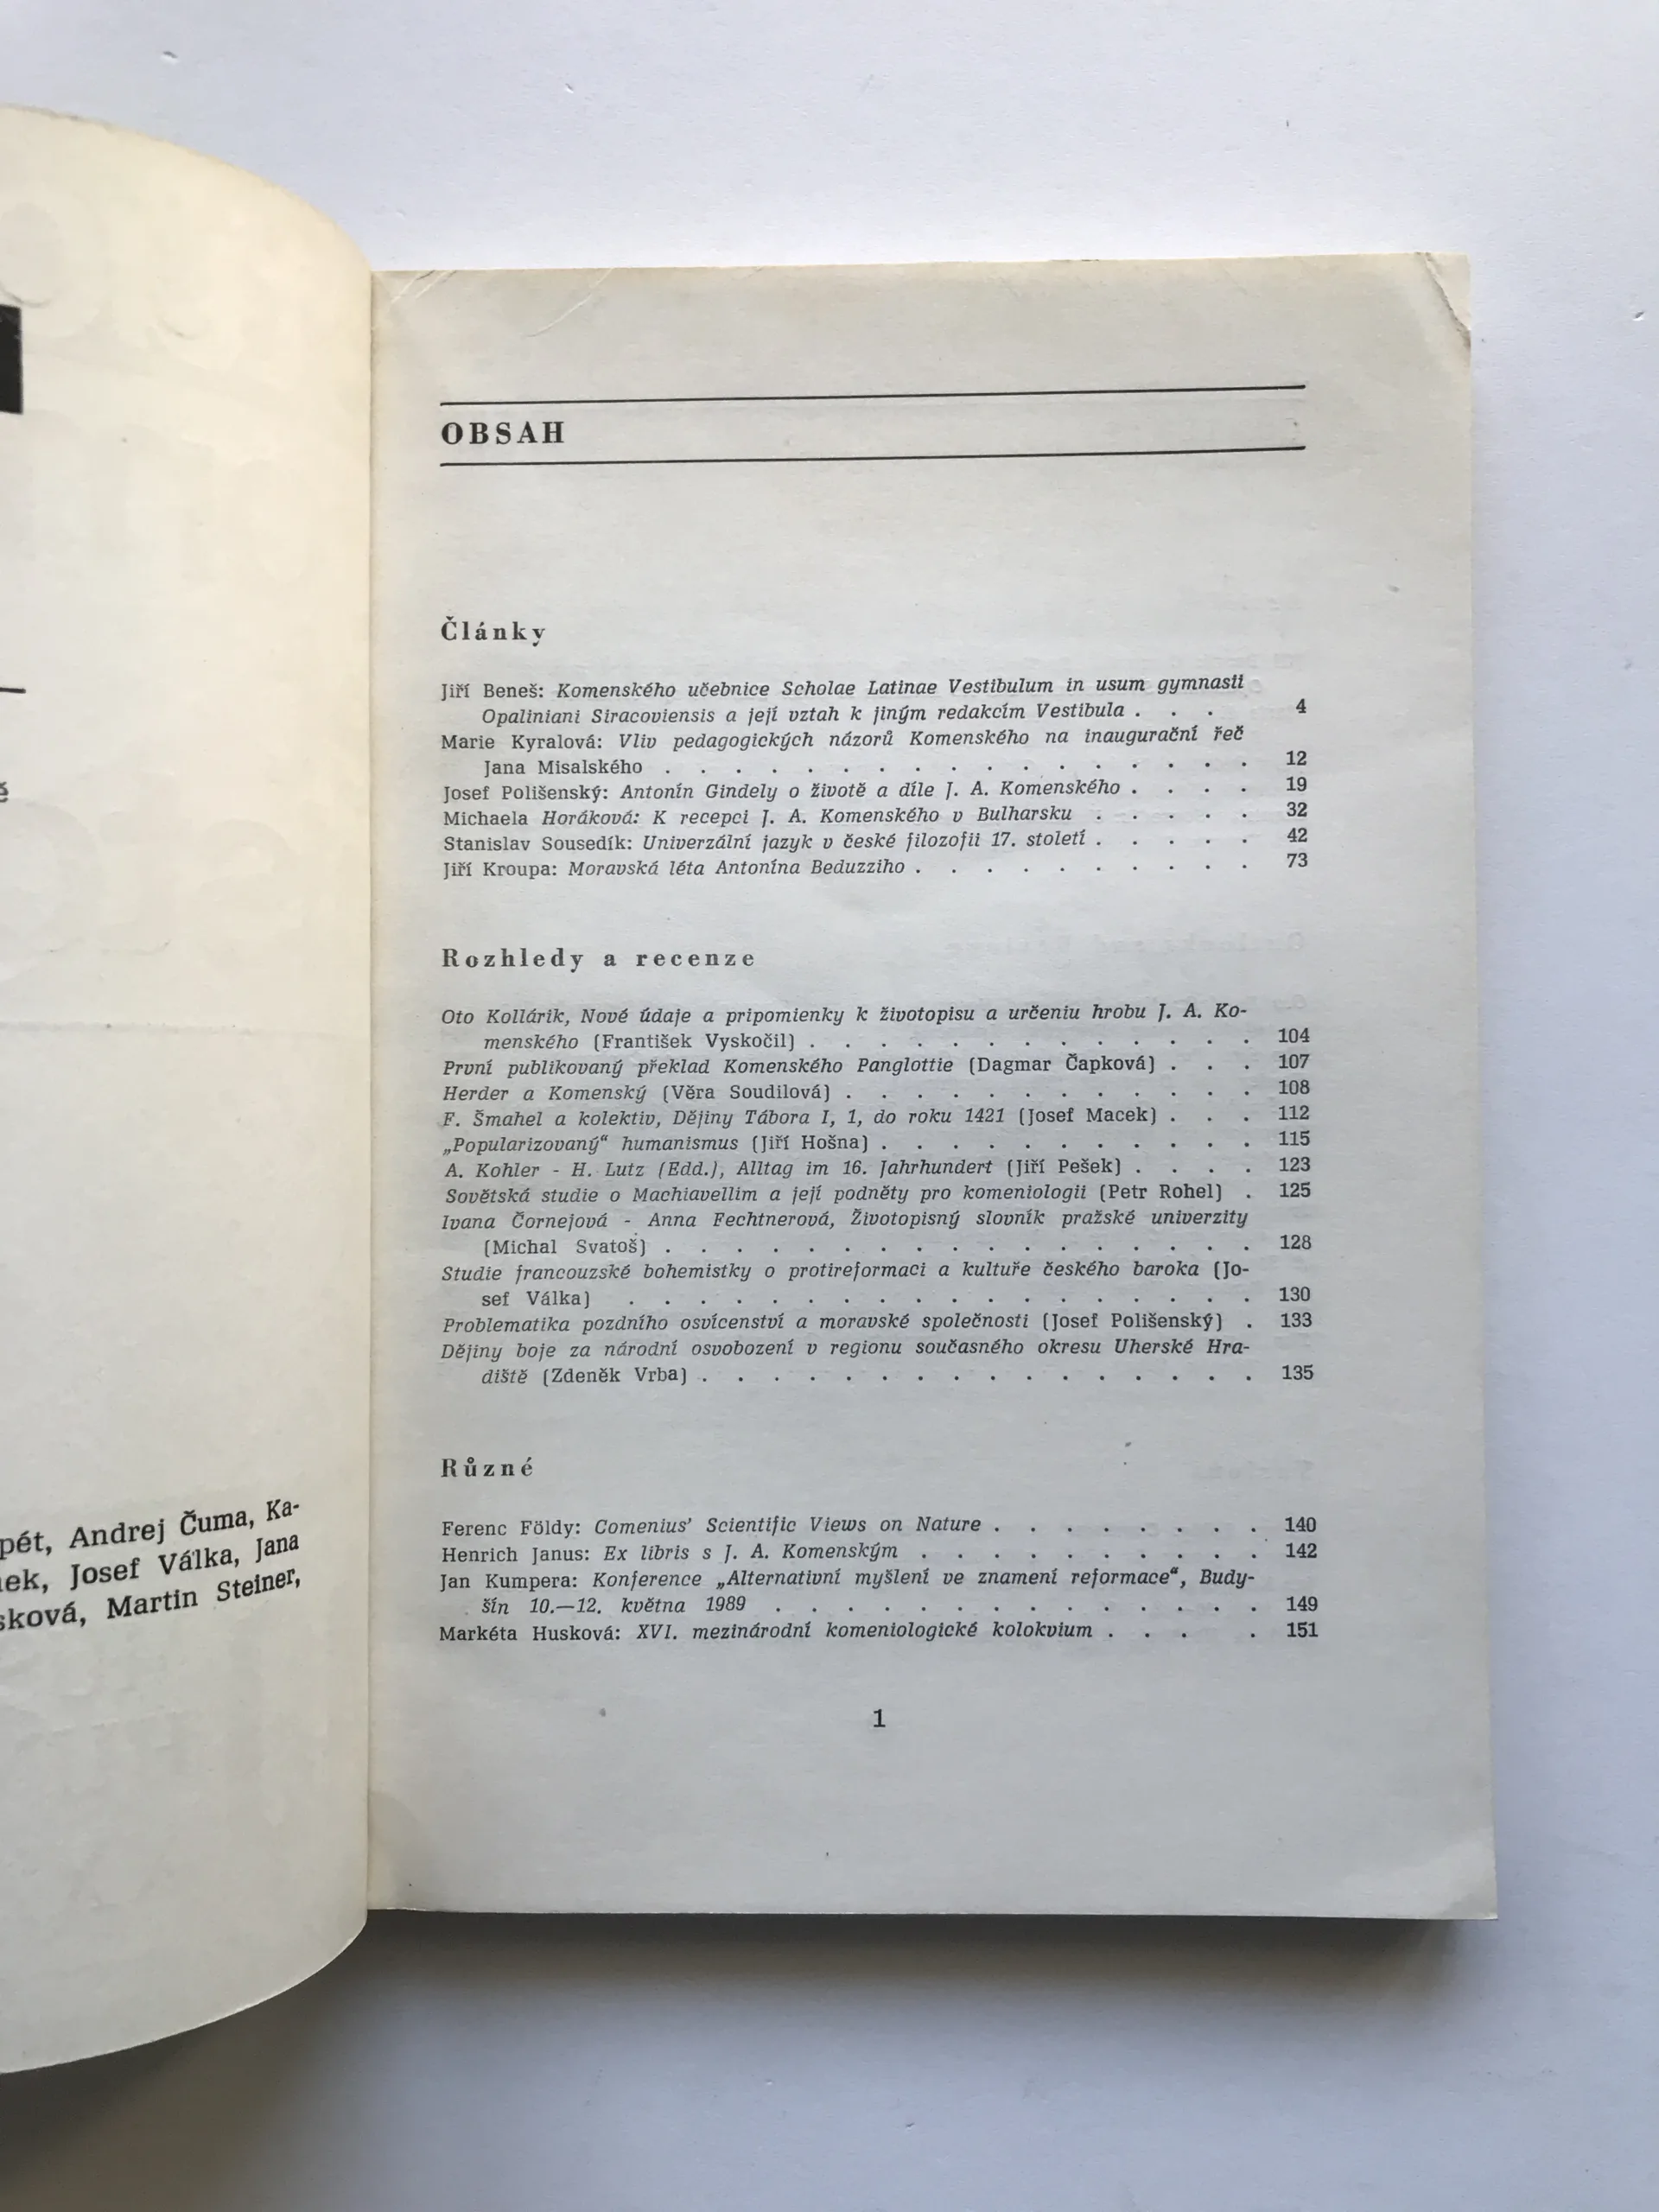 pét, Andrej Čuma, Ka-
Josef Válka, Jana
Martin Steiner,
OBSAH
Články
Jiří Beneš: Komenského učebnice Scholae Latinae Vestibulum in usum gymnasii
Opaliniani Siracoviensis a její vztah k jiným redakcím Vestibula . . . 4
Marie Kyralová: Vliv pedagogických názorů Komenského na inaugurační řeč
Jana Misalského . . . . . . . . . . . . . . . . . 12
Josef Polišenský: Antonín Gindely o životě a díle J. A. Komenského . . . . 19
Michaela Horáková: K recepci J. A. Komenského v Bulharsku . . . . . 32
Stanislav Sousedík: Univerzální jazyk v české filozofii 17. století . . . . . 42
Jiří Kroupa: Moravská léta Antonína Beduzziho . . . . . . . . . . 73
Rozhledy a recenze
Oto Kollárik, Nové údaje a pripomienky k životopisu a určeniu hrobu J. A. Ko-
menského (František Vyskočil) . . . . . . . . . . . . . 104
První publikovaný překlad Komenského Panglottie (Dagmar Čapková) . . . 107
Herder a Komenský (Věra Soudilová) . . . . . . . . . . . . 108
F. Šmahel a kolektiv, Dějiny Tábora I, 1, do roku 1421 (Josef Macek) . . . 112
„Popularizovaný“ humanismus (Jiří Hošna) . . . . . . . . . . . 115
A. Kohler - H. Lutz (Edd.), Alltag im 16. Jahrhundert (Jiří Pešek) . . . . 123
Sovětská studie o Machiavellim a její podněty pro komeniologii (Petr Rohel) . 125
Ivana Čornejová - Anna Fechtnerová, Životopisný slovník pražské univerzity
(Michal Svatoš) . . . . . . . . . . . . . . . . . 128
Studie francouzské bohemistky o protireformaci a kultuře českého baroka (Jo-
sef Válka) . . . . . . . . . . . . . . . . . . 130
Problematika pozdního osvícenství a moravské společnosti (Josef Polišenský) . 133
Dějiny boje za národní osvobození v regionu současného okresu Uherské Hra-
diště (Zdeněk Vrba) . . . . . . . . . . . . . . . . 135
Různé
Ferenc Földy: Comenius’ Scientific Views on Nature . . . . . . . . 140
Henrich Janus: Ex libris s J. A. Komenským . . . . . . . . . . 142
Jan Kumpera: Konference „Alternativní myšlení ve znamení reformace“, Budy-
šín 10.—12. května 1989 . . . . . . . . . . . . . . 149
Markéta Husková: XVI. mezinárodní komeniologické kolokvium . . . . 151
1